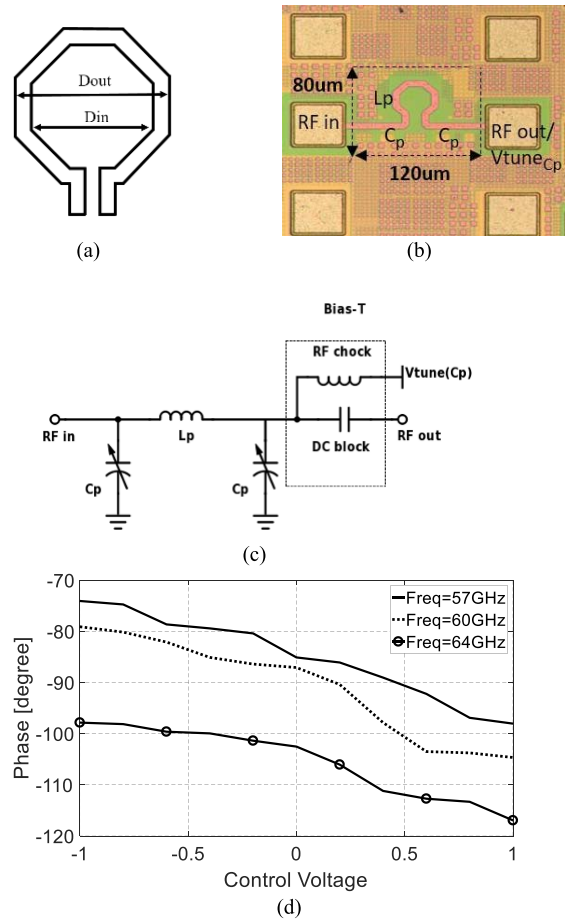 Dout
Din
(a)
80um
Lp
RF in
Cp
Cp
RF out/
VtuneCp
120um
(b)
Bias-T
RF chock
Vtune(Cp)
RF in
Lp
DC block
RF out
Cp
Cp
(c)
-70
-80
-90
-100
-110
-120
Phase [degree]
Freq=57GHz
Freq=60GHz
Freq=64GHz
-1
-0.5
0
0.5
1
Control Voltage
(d)